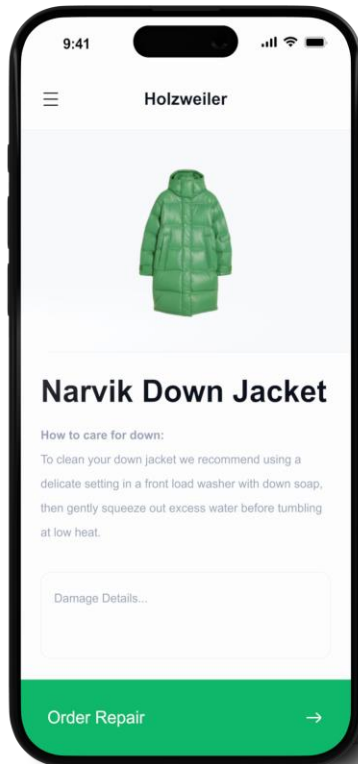 9:41
Holzweiler
Narvik Down Jacket
How to care for down:
To clean your down jacket we recommend using a
delicate setting in a front load washer with down soap,
then gently squeeze out excess water before tumbling
at low heat.
Damage Details...
Order Repair